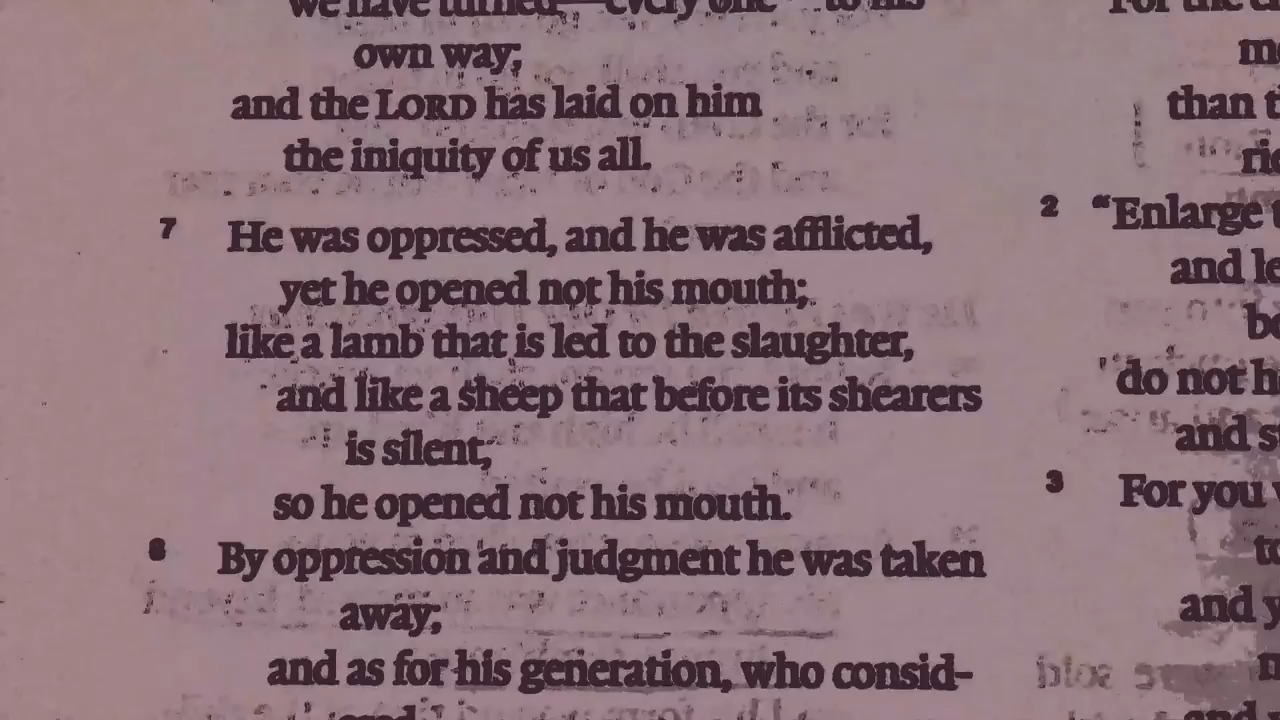 we have turned—every one—to his
own way;
and the LORD has laid on him
the iniquity of us all.
7 He was oppressed, and he was afflicted,
yet he opened not his mouth;
like a lamb that is led to the slaughter,
and like a sheep that before its shearers
is silent,
so he opened not his mouth.
8 By oppression and judgment he was taken
away;
and as for his generation, who consid-
For the
than
2 “Enlarge
and
do not
and
3 For you
and